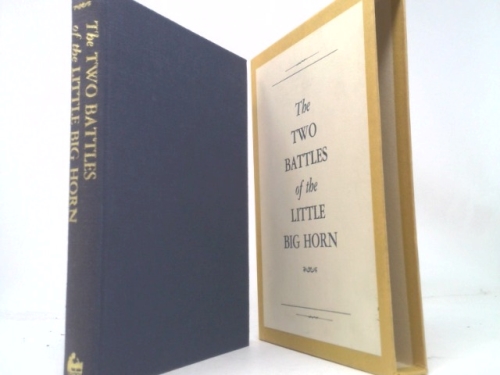 The TWO BATTLES
of the LITTLE BIG HORN
The
TWO
BATTLES
of the
LITTLE
BIG HORN